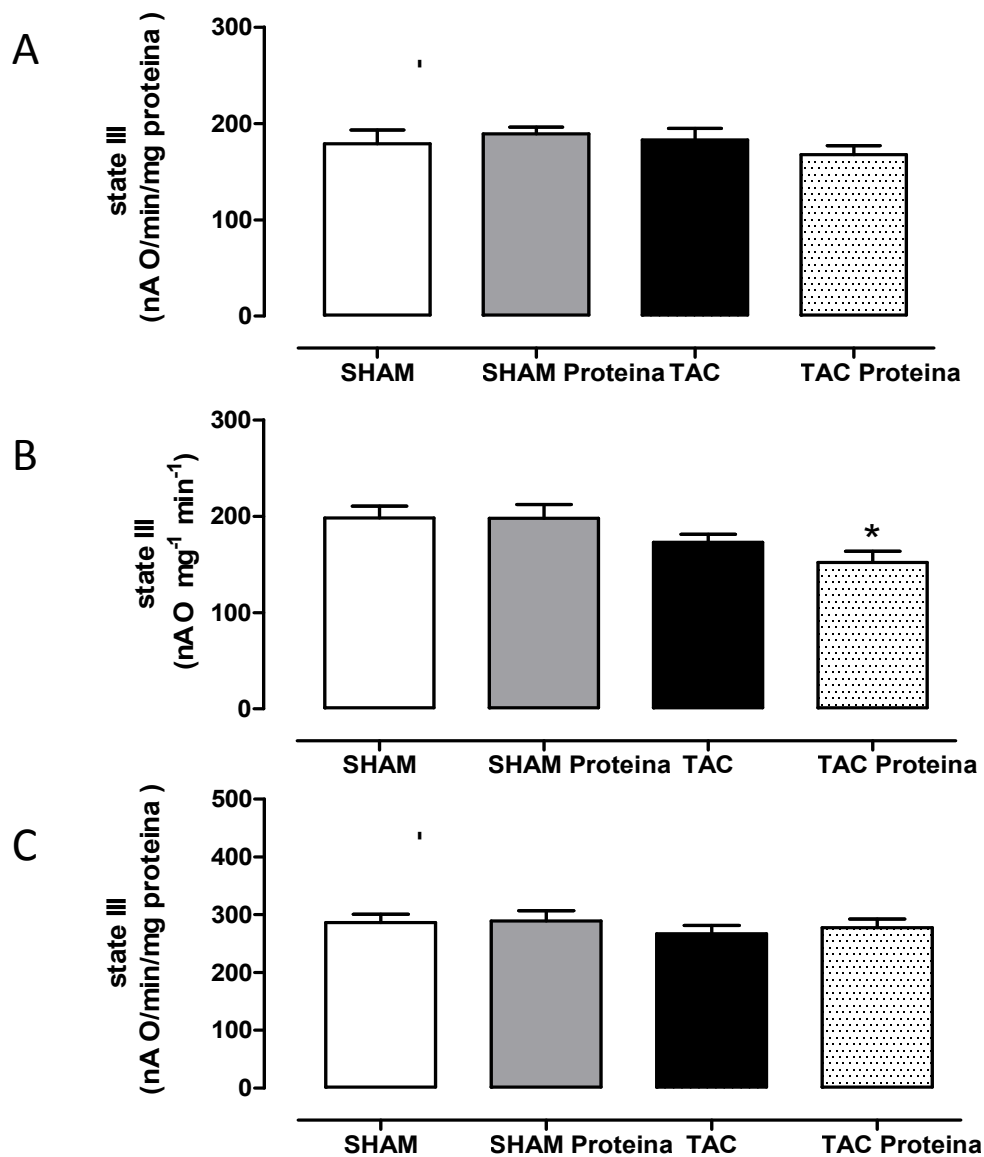 A
state III
(nA O/min/mg proteina )
300
200
100
0
SHAM
SHAM Proteina
TAC
TAC Proteina
B
state III
(nAO mg⁻¹ min⁻¹)
300
200
100
0
*
SHAM
SHAM Proteina
TAC
TAC Proteina
C
state III
(nA O/min/mg proteina )
500
400
300
200
100
0
SHAM
SHAM Proteina
TAC
TAC Proteina